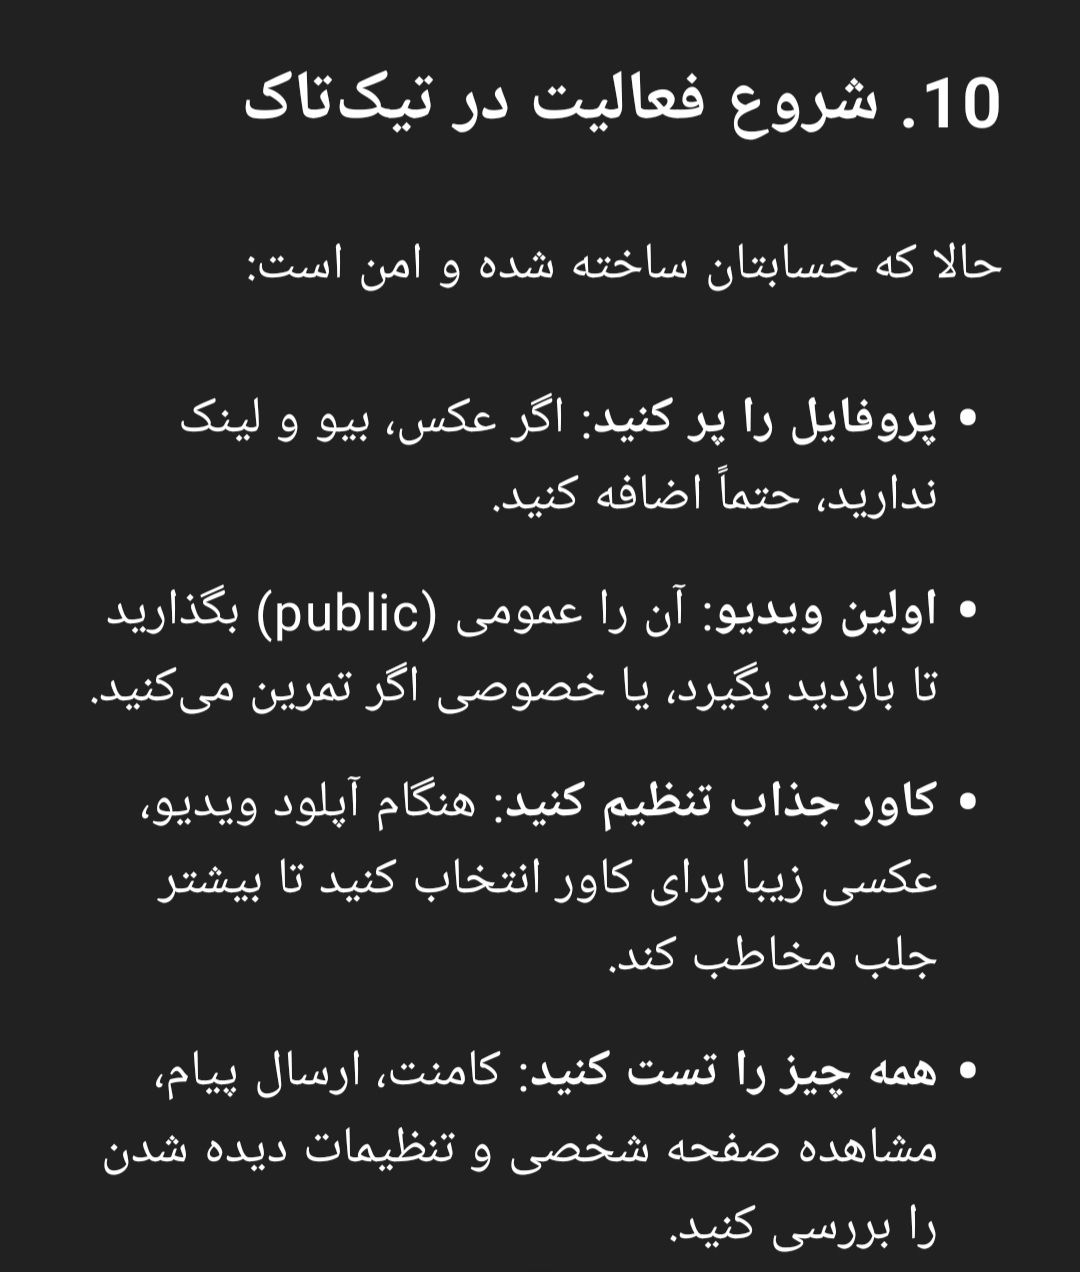 10. شروع فعالیت در تیک‌تاک
حالا که حسابتان ساخته شده و امن است:
• پروفایل را پر کنید: اگر عکس، بیو و لینک
ندارید، حتماً اضافه کنید.
• اولین ویدیو: آن را عمومی (public) بگذارید
تا بازدید بگیرد، یا خصوصی اگر تمرین می‌کنید.
• کاور جذاب تنظیم کنید: هنگام آپلود ویدیو،
عکسی زیبا برای کاور انتخاب کنید تا بیشتر
جلب مخاطب کند.
• همه چیز را تست کنید: کامنت، ارسال پیام،
مشاهده صفحه شخصی و تنظیمات دیده شدن
را بررسی کنید.